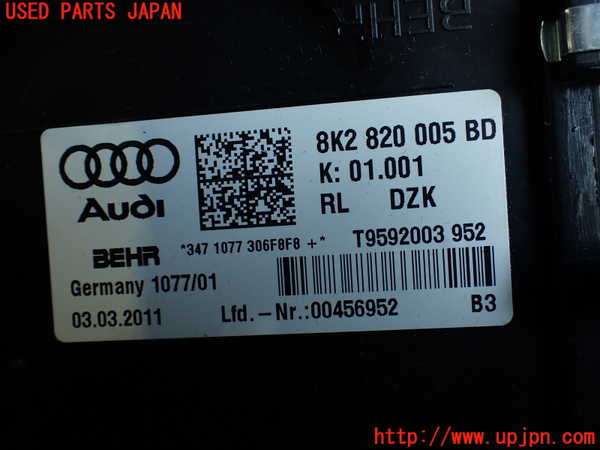 USED PARTS JAPAN
BEHR
Audi
8K2 820 005 BD
K: 01.001
RL DZK
BEHR
*347 1077 306F8F8 +*
T9592003 952
Germany 1077/01
03.03.2011
Lfd.-Nr.:00456952
B3
http://www.upjpn.com/